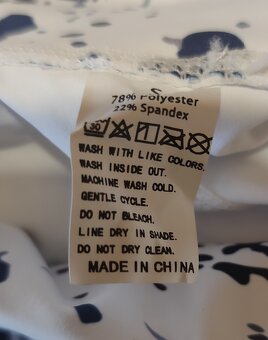 S
78% Polyester
22% Spandex
30
WASH WITH LIKE COLORS.
WASH INSIDE OUT.
MACHINE WASH COLD.
GENTLE CYCLE.
DO NOT BLEACH.
LINE DRY IN SHADE.
DO NOT DRY CLEAN.
MADE IN CHINA